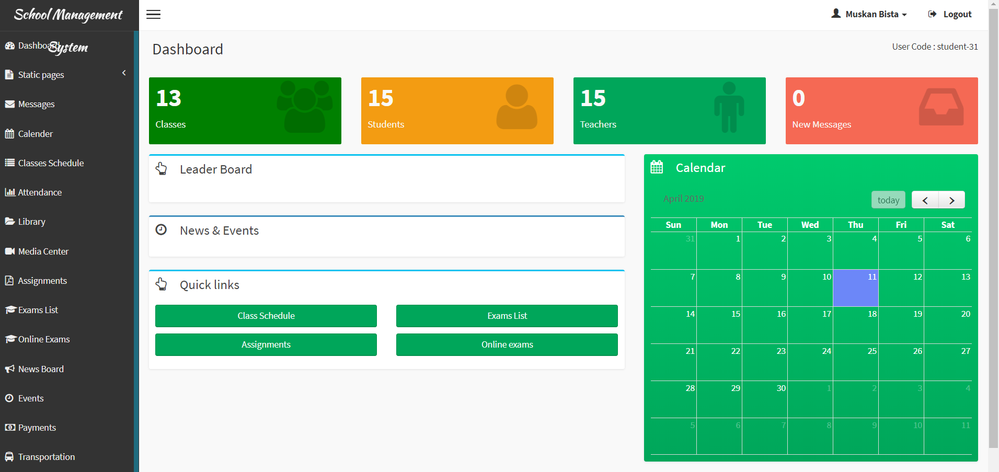 School Management
System
Muskan Bista
Logout
Dashboard
Static pages
Messages
Calender
Classes Schedule
Attendance
Library
Media Center
Assignments
Exams List
Online Exams
News Board
Events
Payments
Transportation
Dashboard
User Code : student-31
13
Classes
15
Students
15
Teachers
0
New Messages
Leader Board
News & Events
Quick links
Class Schedule
Exams List
Assignments
Online exams
Calendar
April 2019
today
Sun Mon Tue Wed Thu Fri Sat
31 1 2 3 4 5 6
7 8 9 10 11 12 13
14 15 16 17 18 19 20
21 22 23 24 25 26 27
28 29 30 1 2 3 4
5 6 7 8 9 10 11